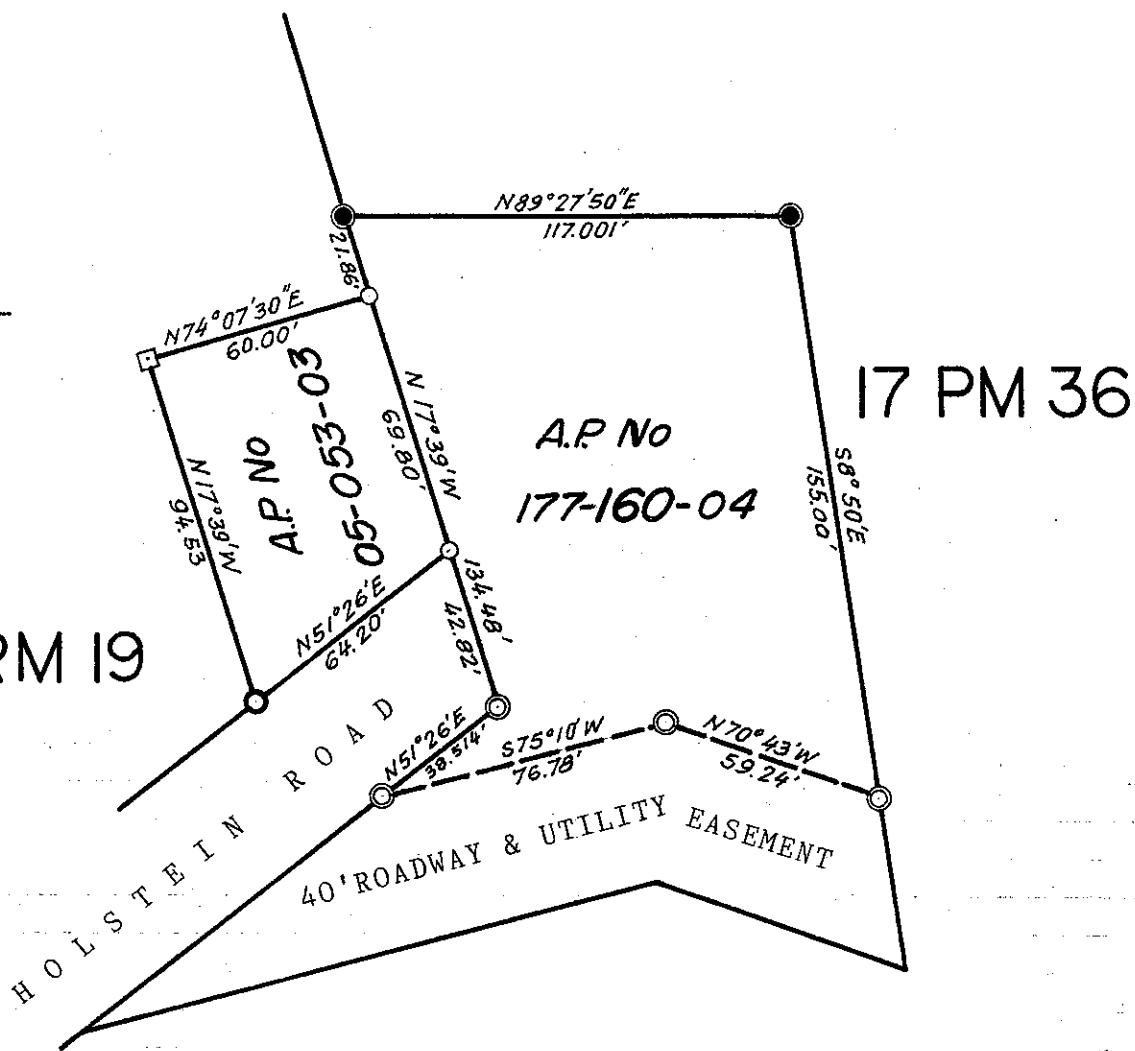 N89°27'50"E
117.001'
21.86'
N74°07'30"E
60.00'
17 PM 36
N 17°39'W
69.80'
A.P. No
05-053-03
A.P. No
177-160-04
S8°50'E
155.00'
N 17°39'W
94.53
134.48'
42.82'
N51°26'E
64.20'
RM 19
N51°26'E
38.514'
S75°10'W
76.78'
N70°43'W
59.24'
HOLSTEIN ROAD
40' ROADWAY & UTILITY EASEMENT